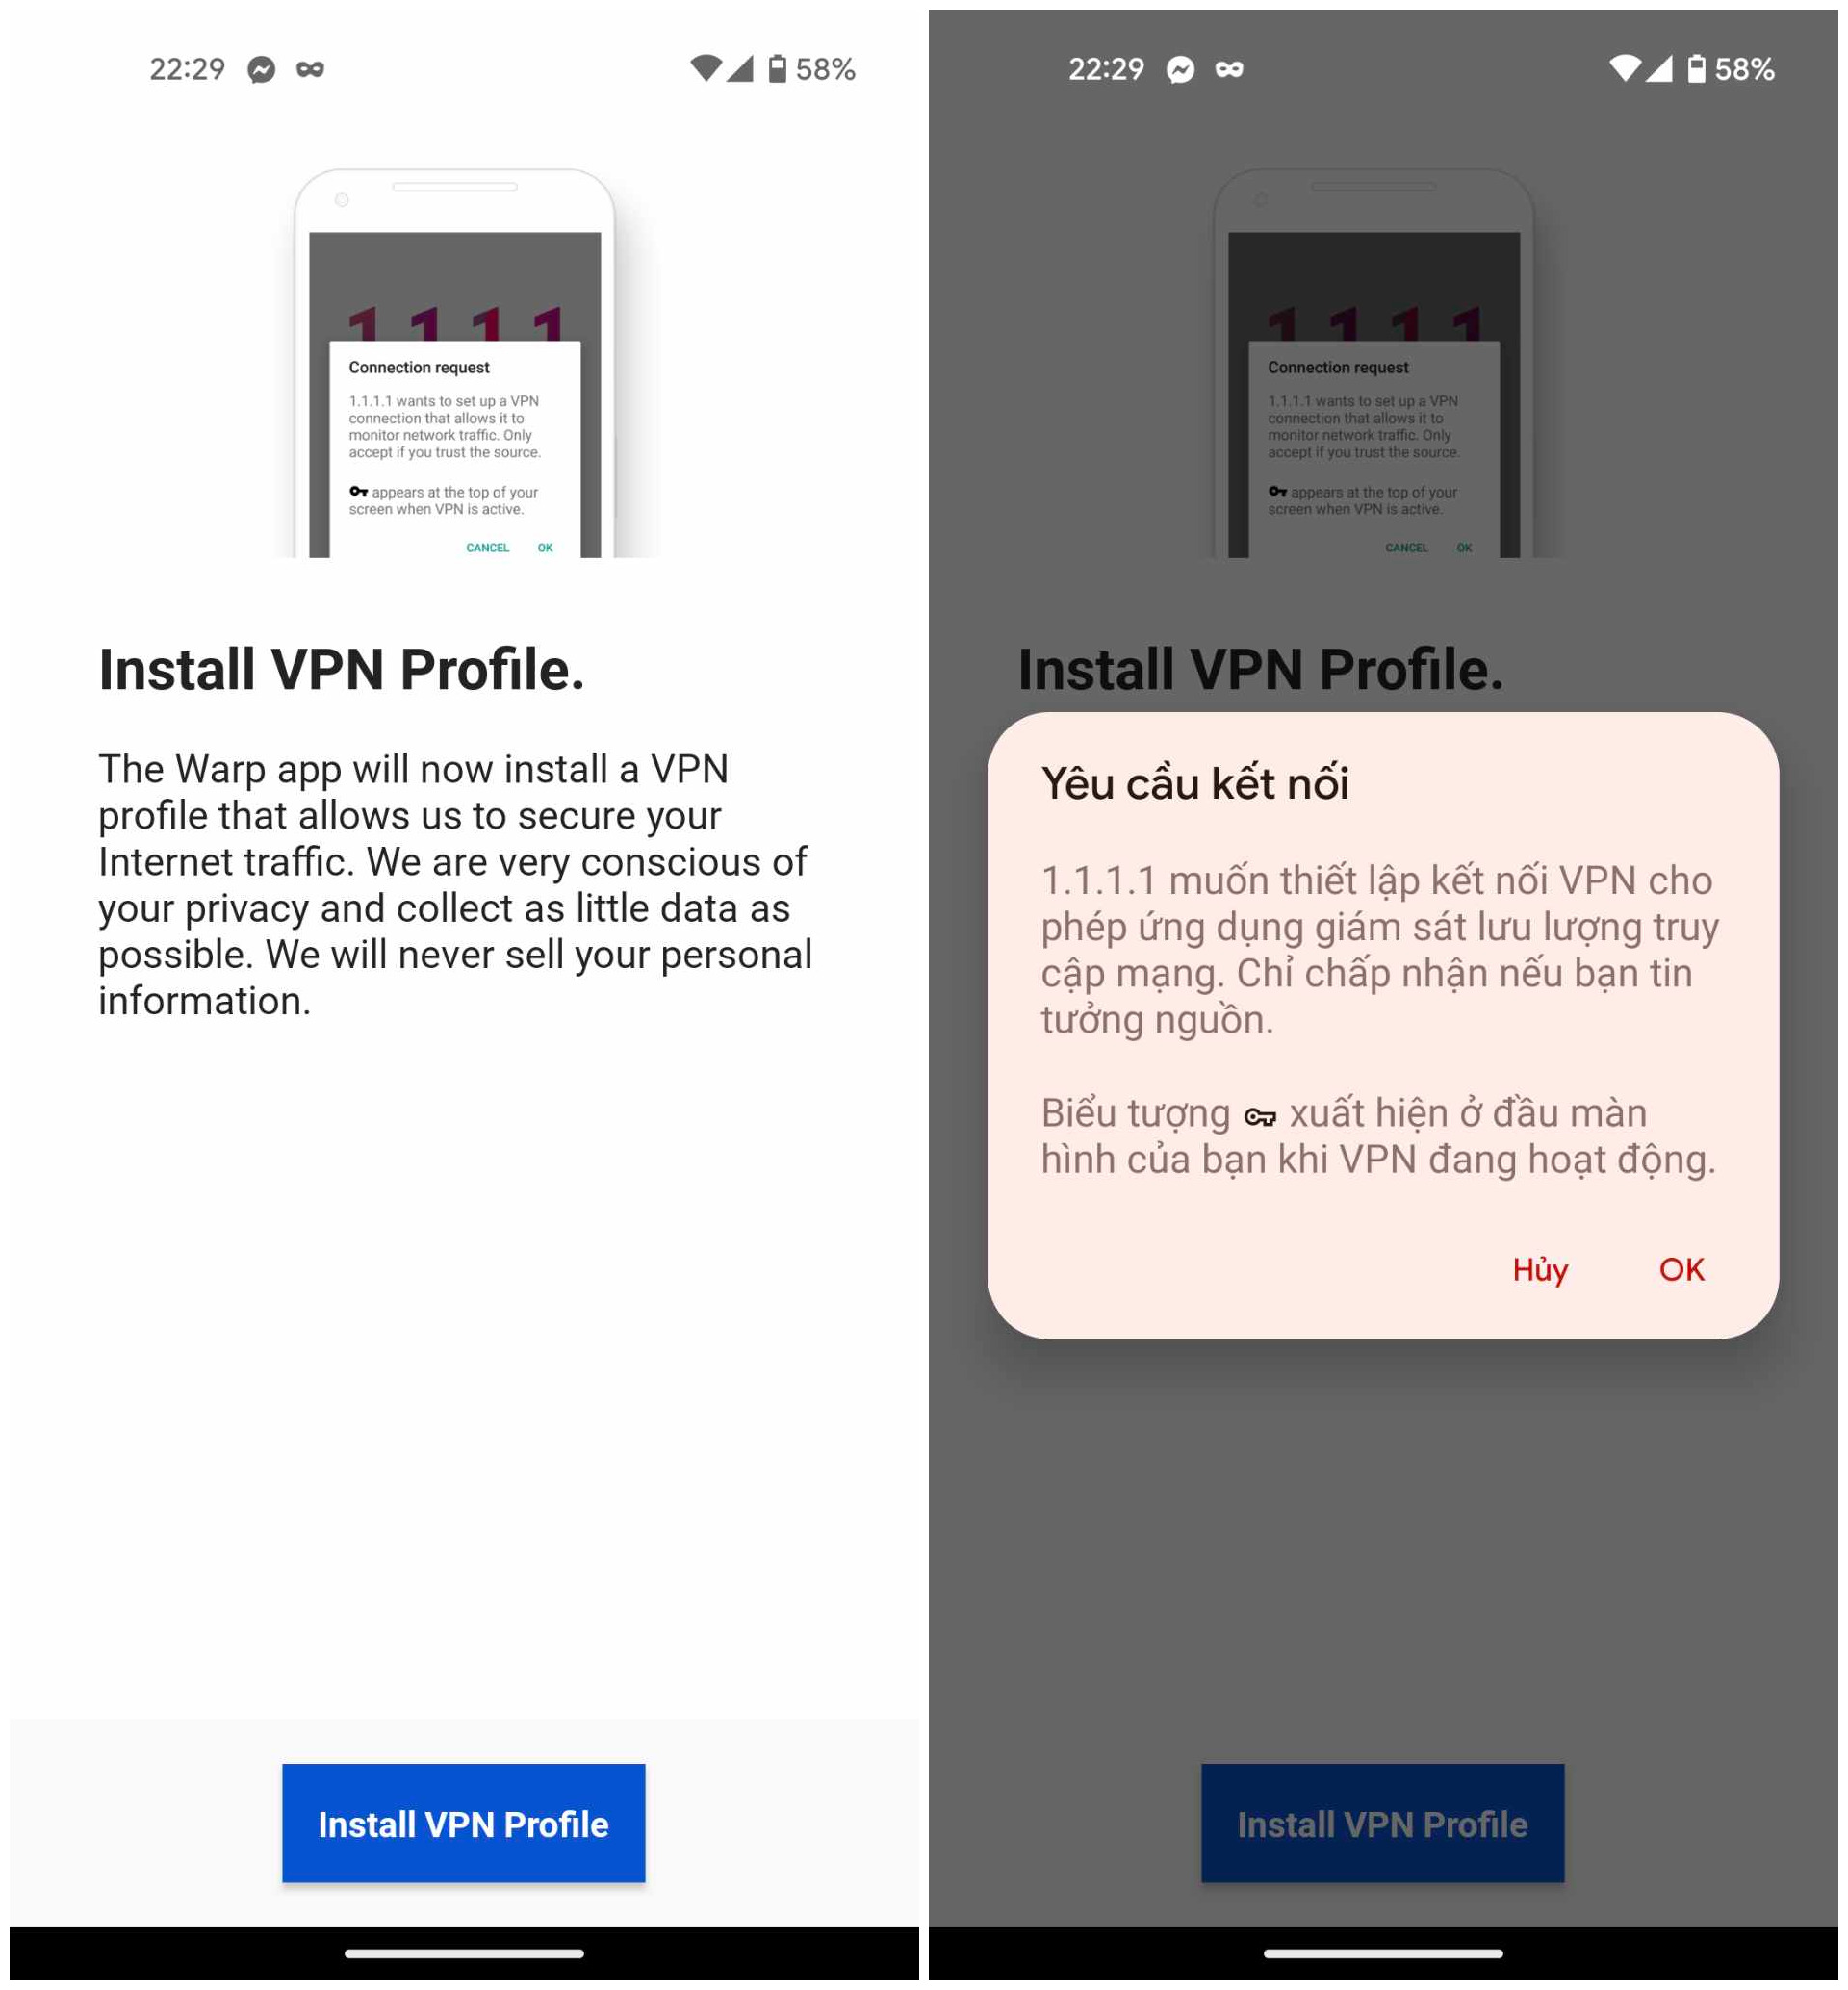 22:29
58%
1.1.1.1
Connection request
1.1.1.1 wants to set up a VPN
connection that allows it to
monitor network traffic. Only
accept if you trust the source.
appears at the top of your
screen when VPN is active.
CANCEL OK
Install VPN Profile.
The Warp app will now install a VPN
profile that allows us to secure your
Internet traffic. We are very conscious of
your privacy and collect as little data as
possible. We will never sell your personal
information.
Install VPN Profile
22:29
58%
1.1.1.1
Connection request
1.1.1.1 wants to set up a VPN
connection that allows it to
monitor network traffic. Only
accept if you trust the source.
appears at the top of your
screen when VPN is active.
CANCEL OK
Install VPN Profile.
Yêu cầu kết nối
1.1.1.1 muốn thiết lập kết nối VPN cho
phép ứng dụng giám sát lưu lượng truy
cập mạng. Chỉ chấp nhận nếu bạn tin
tưởng nguồn.
Biểu tượng xuất hiện ở đầu màn
hình của bạn khi VPN đang hoạt động.
Hủy OK
Install VPN Profile